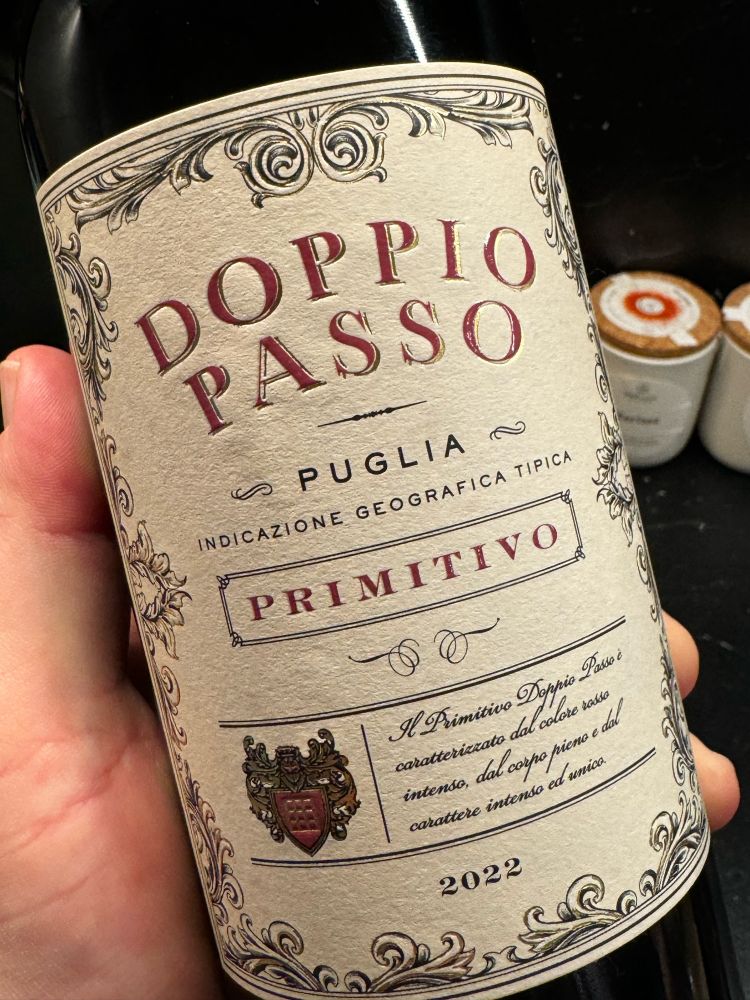 DOPPIO
PASSO
PUGLIA
INDICAZIONE GEOGRAFICA TIPICA
PRIMITIVO
Il Primitivo Doppio Passo è
caratterizzato dal colore rosso
intenso, dal corpo pieno e dal
carattere intenso ed unico.
2022